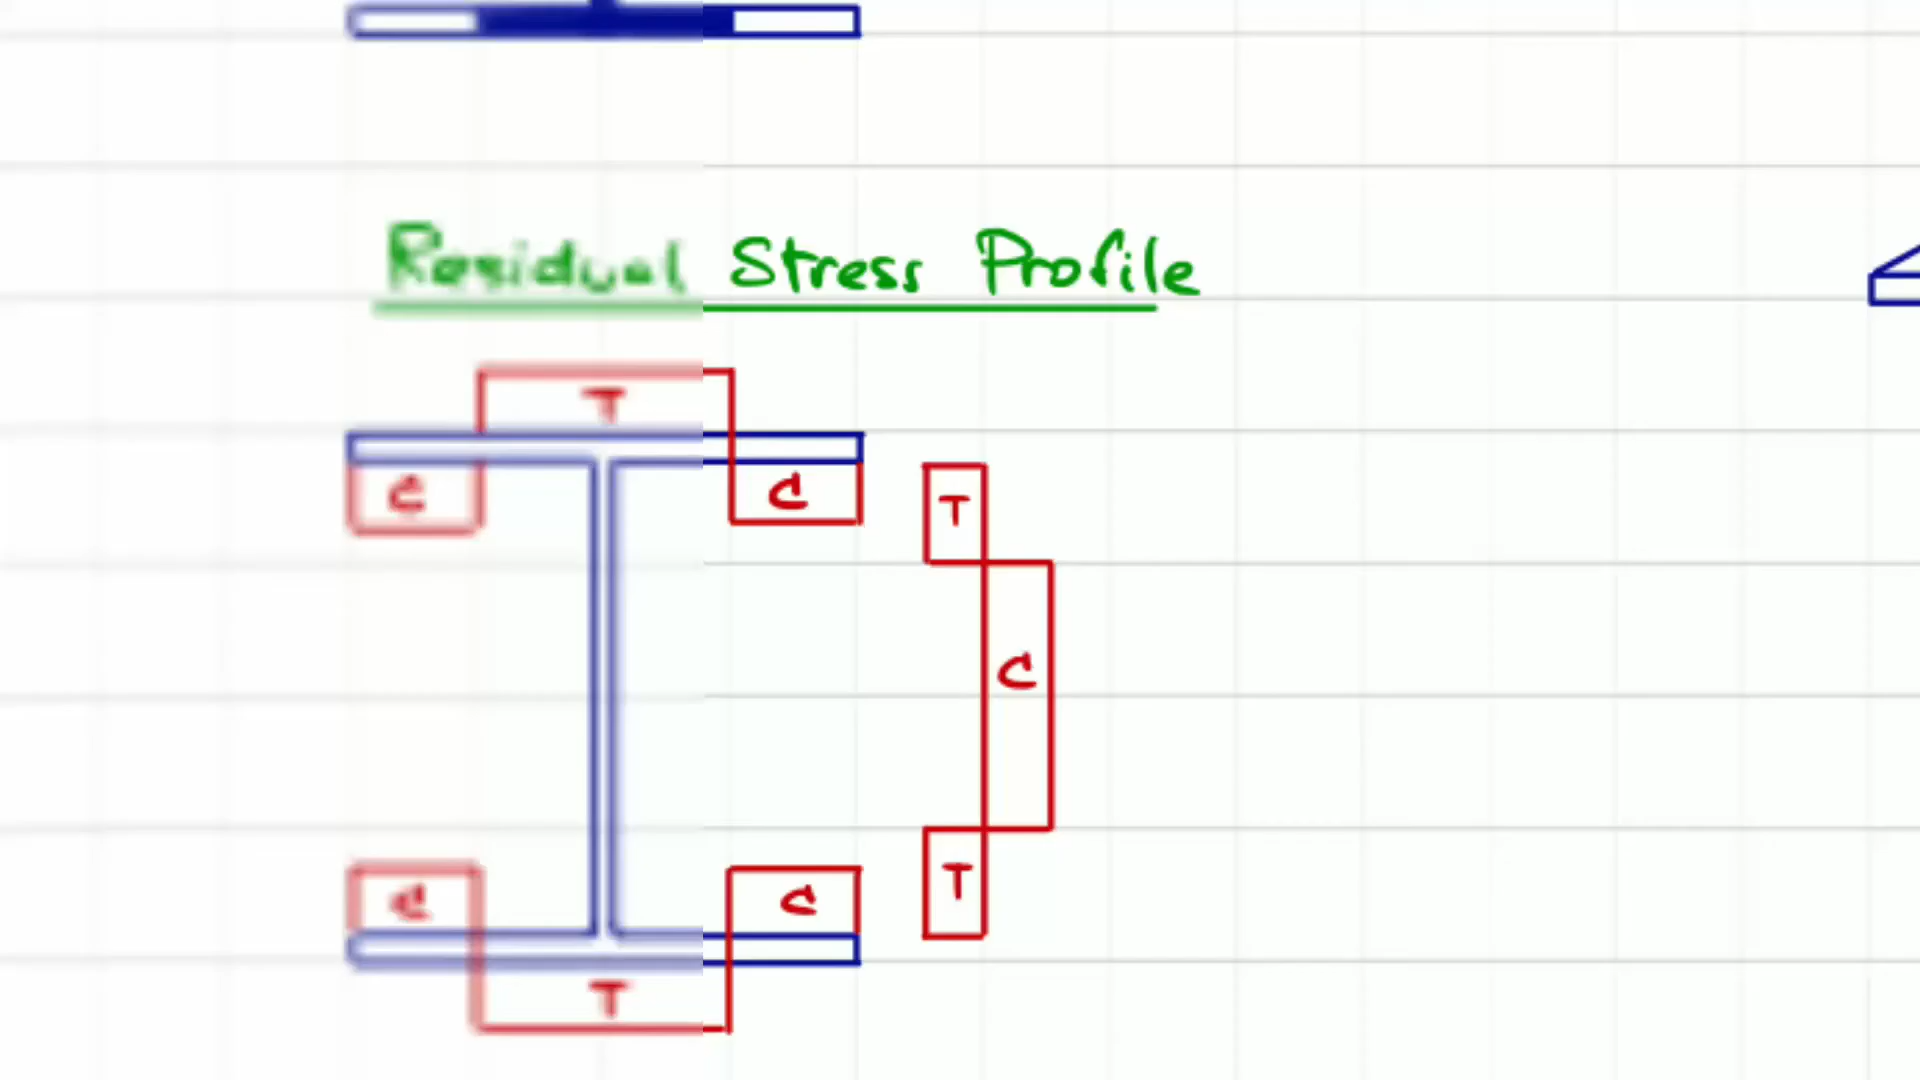 Residual Stress Profile
T
C C T
C
C C T
T